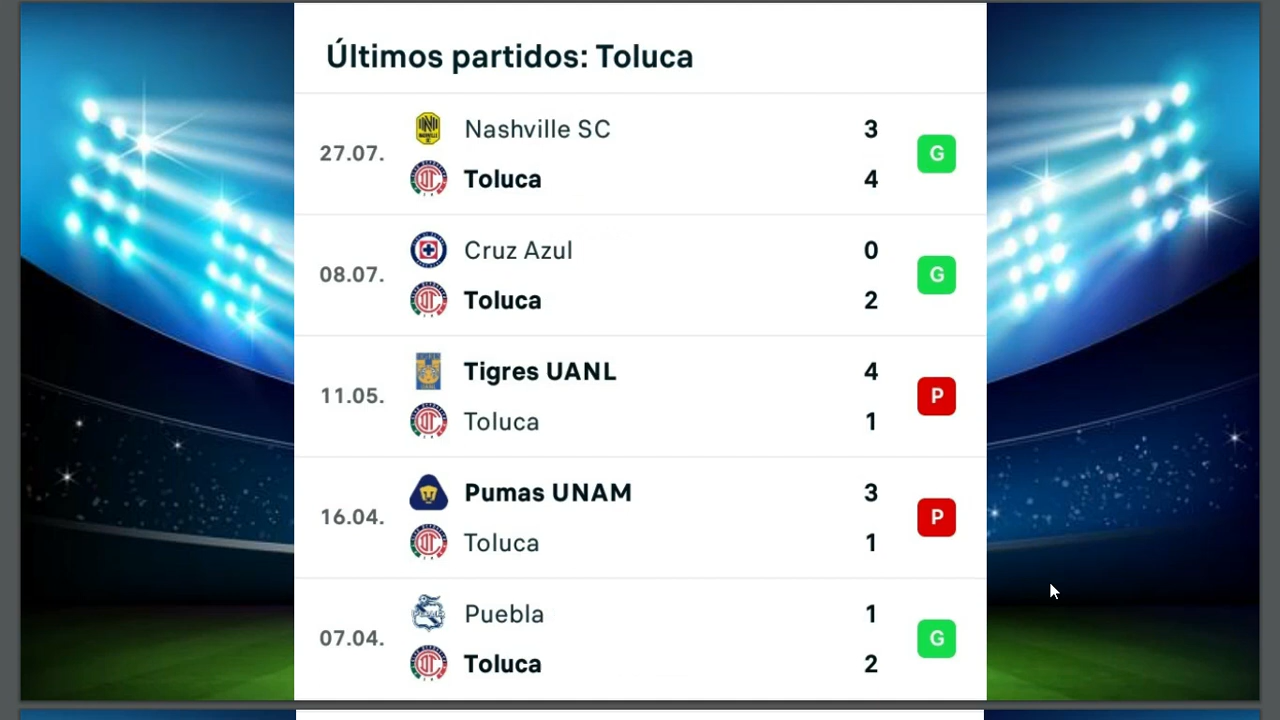 Últimos partidos: Toluca
27.07.
Nashville SC 3
Toluca 4
G
08.07.
Cruz Azul 0
Toluca 2
G
11.05.
Tigres UANL 4
Toluca 1
P
16.04.
Pumas UNAM 3
Toluca 1
P
07.04.
Puebla 1
Toluca 2
G